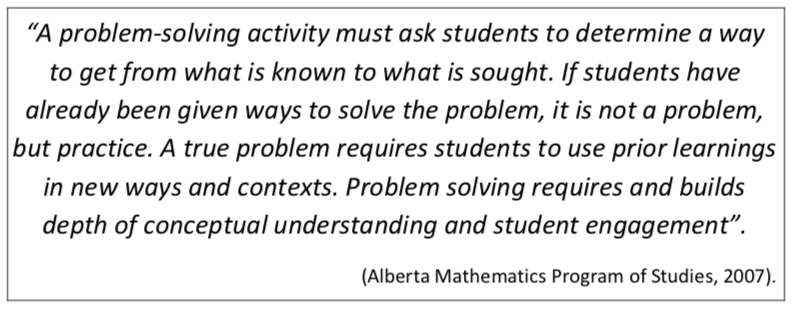 “A problem-solving activity must ask students to determine a way
to get from what is known to what is sought. If students have
already been given ways to solve the problem, it is not a problem,
but practice. A true problem requires students to use prior learnings
in new ways and contexts. Problem solving requires and builds
depth of conceptual understanding and student engagement”.
(Alberta Mathematics Program of Studies, 2007).